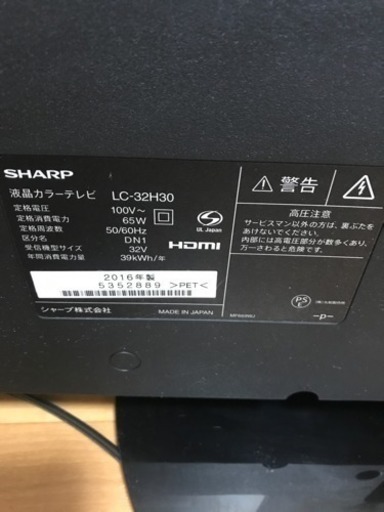 SHARP
液晶カラーテレビ LC-32H30
定格電圧 100V～
定格消費電力 65W
定格周波数 50/60Hz
区分名 DN1
受信機型サイズ 32V
年間消費電力量 39kWh/年
UL Japan
HDMI
2016年製
5352889 >PET<
シャープ株式会社 MADE IN JAPAN
警告
高圧注意
サービスマン以外の方は、裏ぶたを
あけないでください。
内部には高電圧部分が数多くあり、
万一さわると危険です。
PS
E
-p-